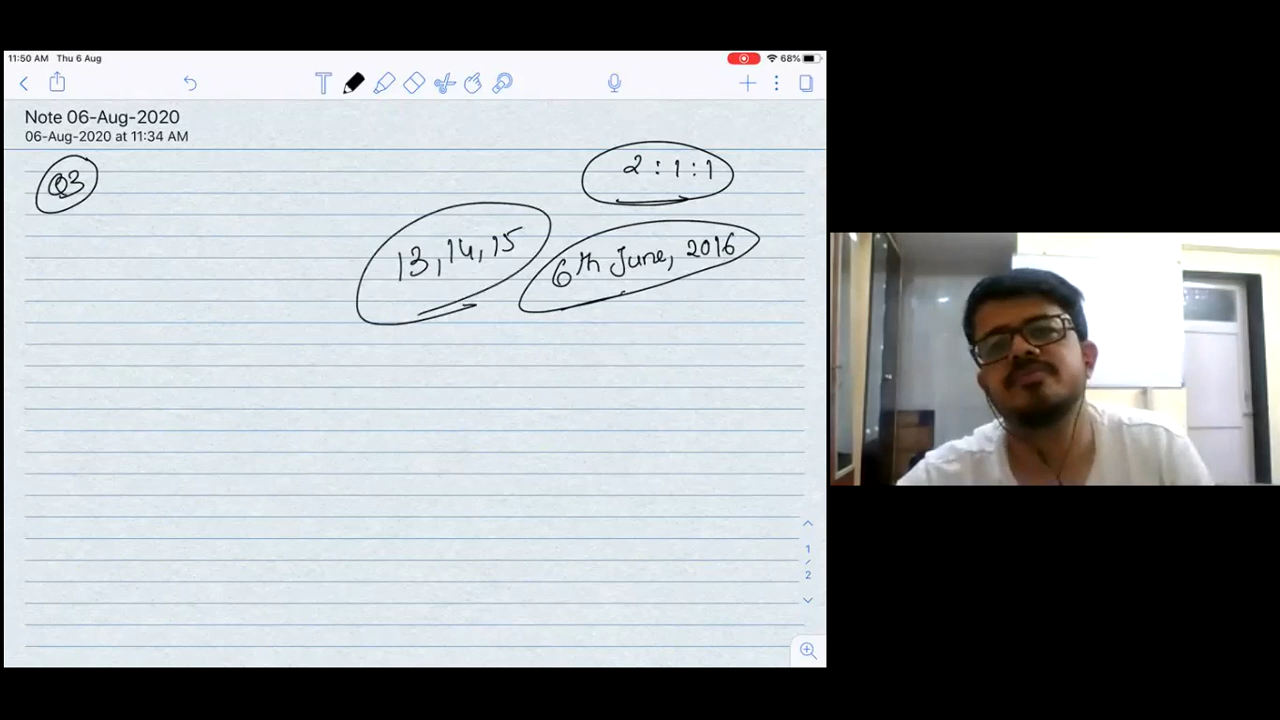 11:50 AM Thu 6 Aug
68%
T
Note 06-Aug-2020
06-Aug-2020 at 11:34 AM
Q3
2 : 1 : 1
13, 14, 15
6th June, 2016
1
/
2